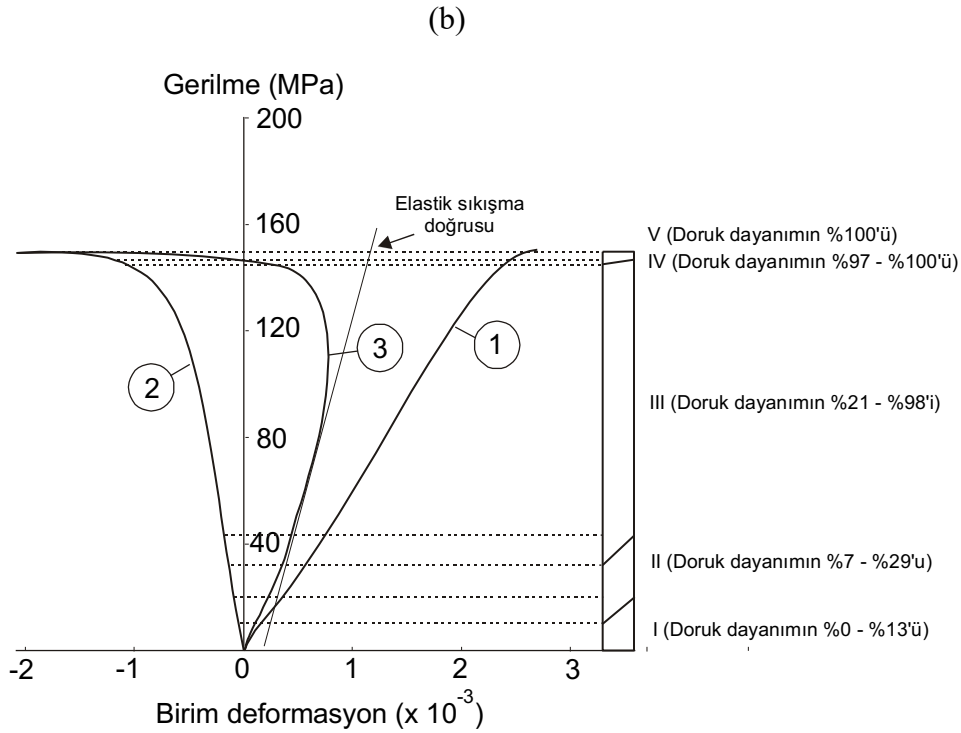 (b)
Gerilme (MPa)
200
160
120
80
40
Elastik sıkışma
doğrusu
1
2
3
V (Doruk dayanımın %100'ü)
IV (Doruk dayanımın %97 - %100'ü)
III (Doruk dayanımın %21 - %98'i)
II (Doruk dayanımın %7 - %29'u)
I (Doruk dayanımın %0 - %13'ü)
-2 -1 0 1 2 3
Birim deformasyon (x 10⁻³)